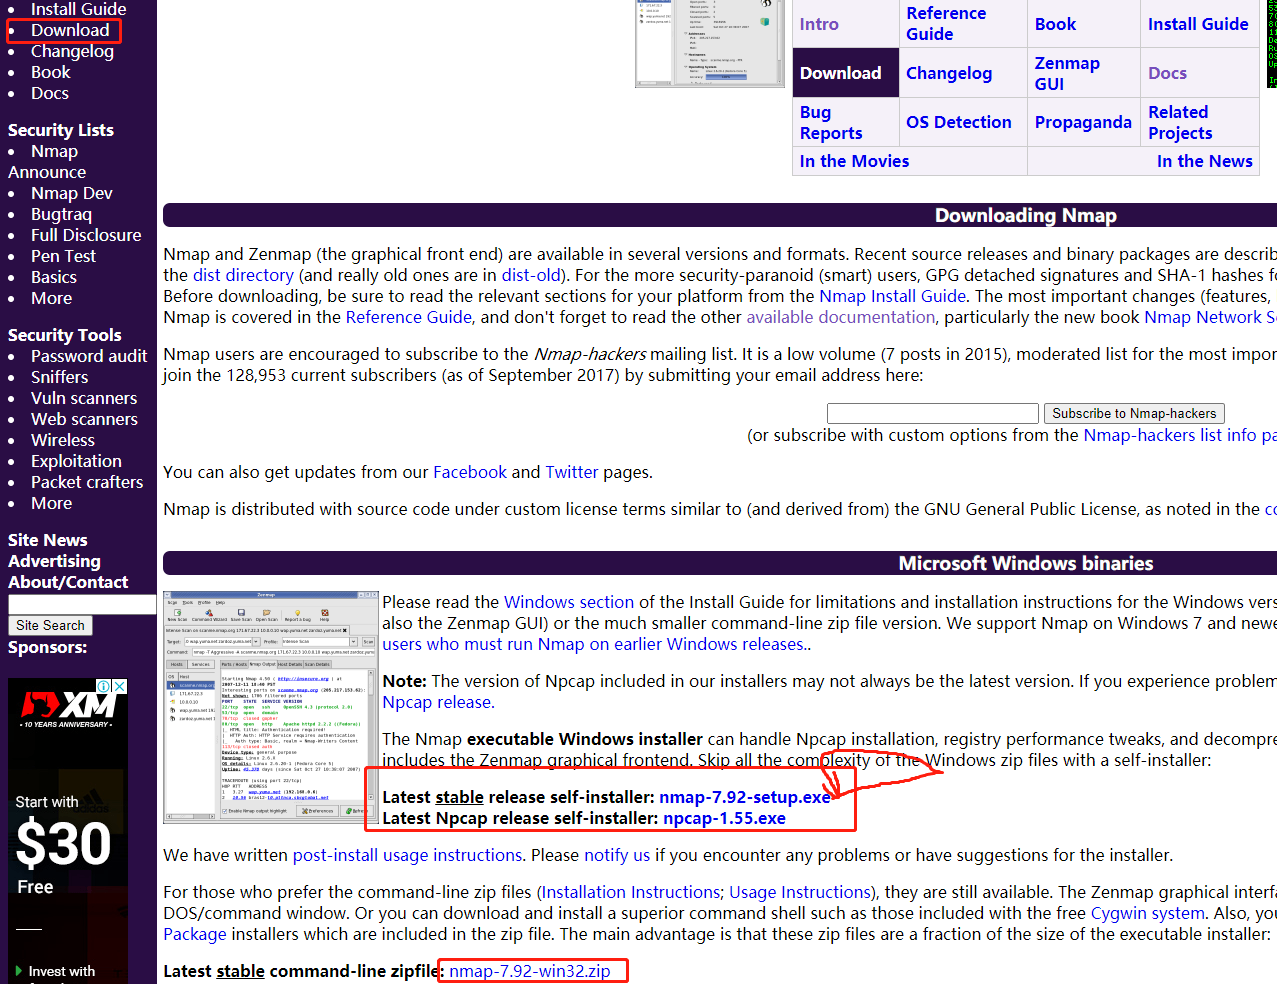 Install Guide
Download
Changelog
Book
Docs
Security Lists
Nmap
Announce
Nmap Dev
Bugtraq
Full Disclosure
Pen Test
Basics
More
Security Tools
Password audit
Sniffers
Vuln scanners
Web scanners
Wireless
Exploitation
Packet crafters
More
Site News
Advertising
About/Contact
Site Search
Sponsors:
XM
10 YEARS ANNIVERSARY
Start with
$30
Free
Invest with
Intro
Reference
Guide
Book
Install Guide
Download
Changelog
Zenmap
GUI
Docs
Bug
Reports
OS Detection
Propaganda
Related
Projects
In the Movies
In the News
Downloading Nmap
Nmap and Zenmap (the graphical front end) are available in several versions and formats. Recent source releases and binary packages are describ
the dist directory (and really old ones are in dist-old). For the more security-paranoid (smart) users, GPG detached signatures and SHA-1 hashes fo
Before downloading, be sure to read the relevant sections for your platform from the Nmap Install Guide. The most important changes (features,
Nmap is covered in the Reference Guide, and don't forget to read the other available documentation, particularly the new book Nmap Network S
Nmap users are encouraged to subscribe to the Nmap-hackers mailing list. It is a low volume (7 posts in 2015), moderated list for the most impor
join the 128,953 current subscribers (as of September 2017) by submitting your email address here:
Subscribe to Nmap-hackers
(or subscribe with custom options from the Nmap-hackers list info pa
You can also get updates from our Facebook and Twitter pages.
Nmap is distributed with source code under custom license terms similar to (and derived from) the GNU General Public License, as noted in the co
Microsoft Windows binaries
Please read the Windows section of the Install Guide for limitations and installation instructions for the Windows vers
also the Zenmap GUI) or the much smaller command-line zip file version. We support Nmap on Windows 7 and newe
users who must run Nmap on earlier Windows releases..
Note: The version of Npcap included in our installers may not always be the latest version. If you experience problem
Npcap release.
The Nmap executable Windows installer can handle Npcap installation, registry performance tweaks, and decompre
includes the Zenmap graphical frontend. Skip all the complexity of the Windows zip files with a self-installer:
Latest stable release self-installer: nmap-7.92-setup.exe
Latest Npcap release self-installer: npcap-1.55.exe
We have written post-install usage instructions. Please notify us if you encounter any problems or have suggestions for the installer.
For those who prefer the command-line zip files (Installation Instructions; Usage Instructions), they are still available. The Zenmap graphical interfa
DOS/command window. Or you can download and install a superior command shell such as those included with the free Cygwin system. Also, you
Package installers which are included in the zip file. The main advantage is that these zip files are a fraction of the size of the executable installer:
Latest stable command-line zipfile: nmap-7.92-win32.zip